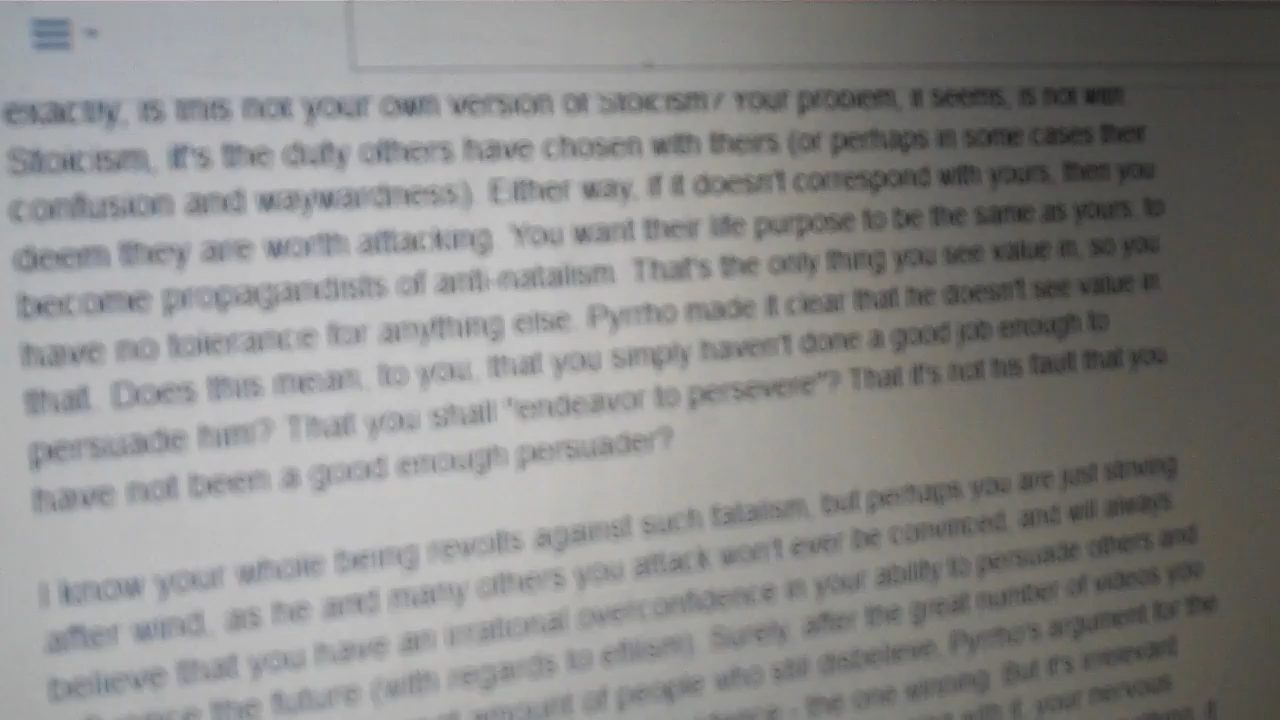 exactly, is this not your own version of Stoicism? Your problem, it seems, is not with
Stoicism, it's the duty others have chosen with theirs (or perhaps in some cases their
confusion and waywardness). Either way, if it doesn't correspond with yours, then you
deem they are worth attacking. You want their life purpose to be the same as yours, to
become propagandists of anti-natalism. That's the only thing you see value in, so you
have no tolerance for anything else. Pyrrho made it clear that he doesn't see value in
that. Does this mean, to you, that you simply haven't done a good job enough to
persuade him? That you shall "endeavor to persevere"? That it's not his fault that you
have not been a good enough persuader?
I know your whole being revolts against such fatalism, but perhaps you are just striving
after wind, as he and many others you attack won't ever be convinced, and will always
believe that you have an irrational overconfidence in your ability to persuade others and
the future (with regards to efilism). Surely, after the great number of videos you
amount of people who still disbelieve, Pyrrho's argument for the
- the one winning. But it's irrelevant
with it, your nervous